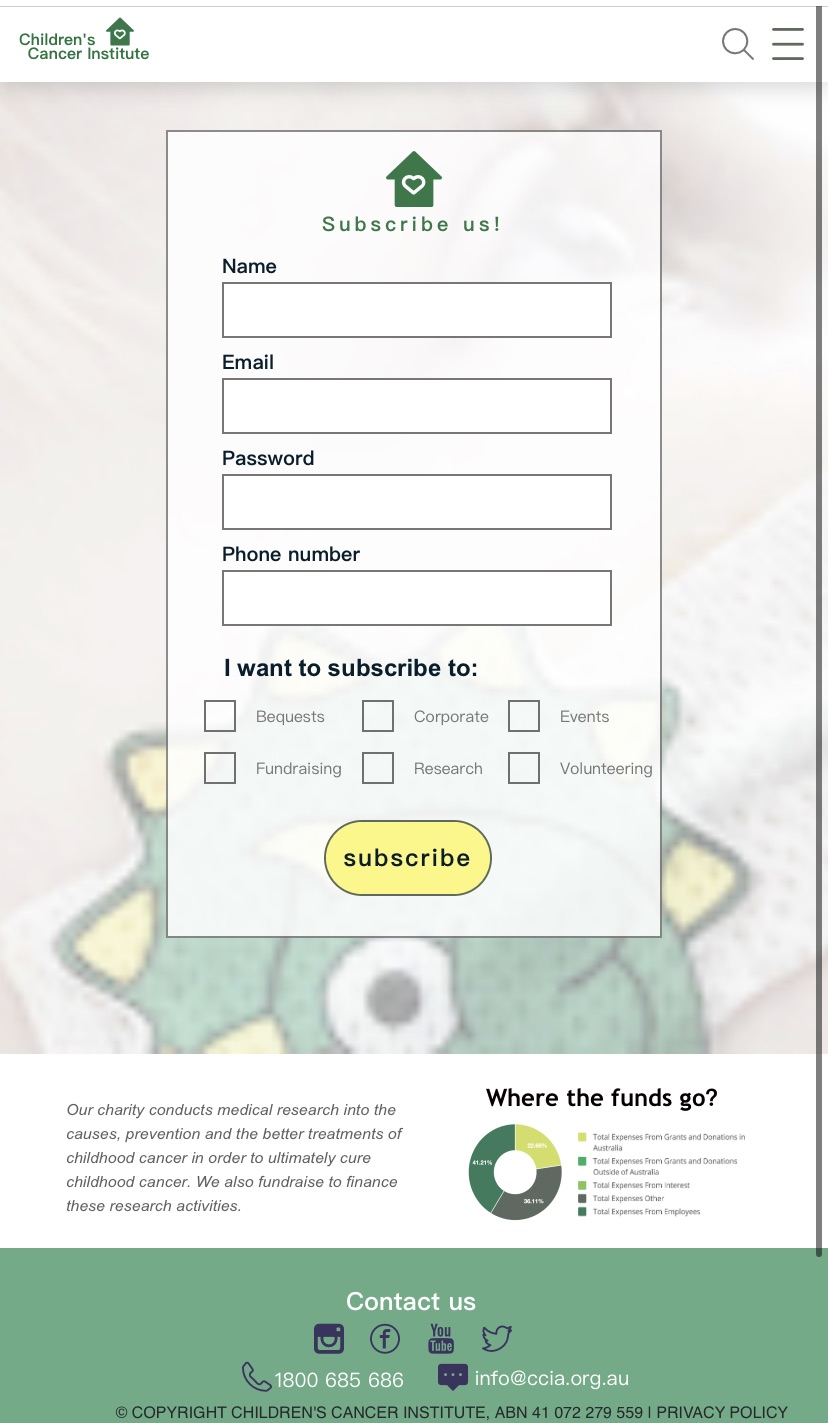 Children's
Cancer Institute
Subscribe us!
Name
Email
Password
Phone number
I want to subscribe to:
Bequests Corporate Events
Fundraising Research Volunteering
subscribe
Our charity conducts medical research into the
causes, prevention and the better treatments of
childhood cancer in order to ultimately cure
childhood cancer. We also fundraise to finance
these research activities.
Where the funds go?
22.68%
41.21%
36.11%
Total Expenses From Grants and Donations in
Australia
Total Expenses From Grants and Donations
Outside of Australia
Total Expenses From Interest
Total Expenses Other
Total Expenses From Employees
Contact us
You
Tube
1800 685 686 info@ccia.org.au
© COPYRIGHT CHILDREN'S CANCER INSTITUTE, ABN 41 072 279 559 | PRIVACY POLICY